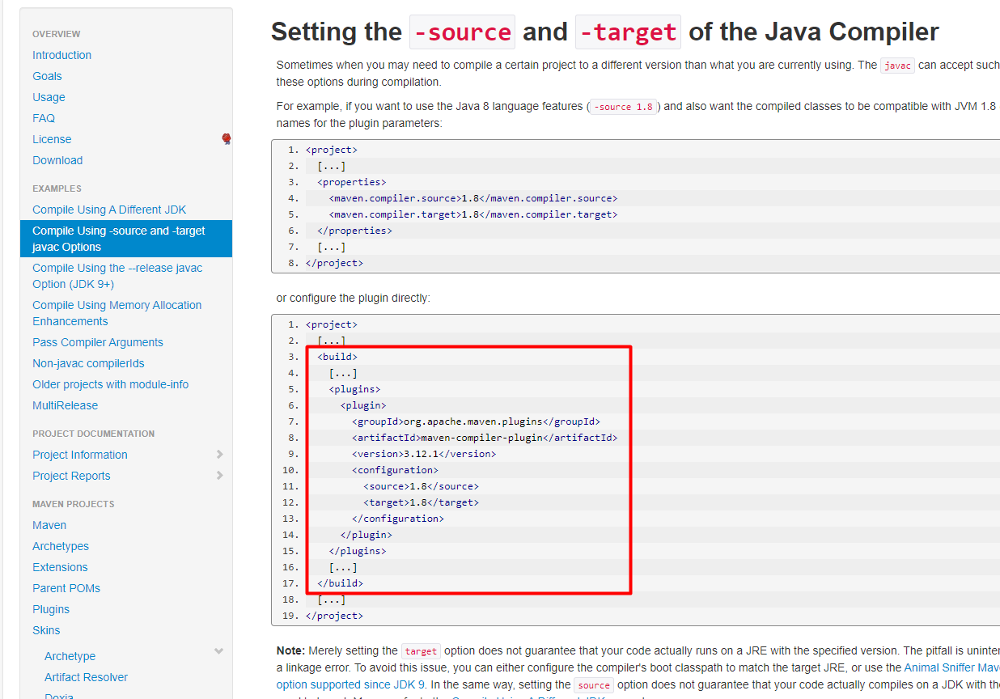 OVERVIEW
Introduction
Goals
Usage
FAQ
License
Download
EXAMPLES
Compile Using A Different JDK
Compile Using -source and -target
javac Options
Compile Using the --release javac
Option (JDK 9+)
Compile Using Memory Allocation
Enhancements
Pass Compiler Arguments
Non-javac compilerIds
Older projects with module-info
MultiRelease
PROJECT DOCUMENTATION
Project Information
Project Reports
MAVEN PROJECTS
Maven
Archetypes
Extensions
Parent POMs
Plugins
Skins
Archetype
Artifact Resolver
Doxia
Setting the -source and -target of the Java Compiler
Sometimes when you may need to compile a certain project to a different version than what you are currently using. The javac can accept such
these options during compilation.
For example, if you want to use the Java 8 language features (-source 1.8) and also want the compiled classes to be compatible with JVM 1.8
names for the plugin parameters:
1. <project>
2. [...]
3. <properties>
4. <maven.compiler.source>1.8</maven.compiler.source>
5. <maven.compiler.target>1.8</maven.compiler.target>
6. </properties>
7. [...]
8. </project>
or configure the plugin directly:
1. <project>
2. [...]
3. <build>
4. [...]
5. <plugins>
6. <plugin>
7. <groupId>org.apache.maven.plugins</groupId>
8. <artifactId>maven-compiler-plugin</artifactId>
9. <version>3.12.1</version>
10. <configuration>
11. <source>1.8</source>
12. <target>1.8</target>
13. </configuration>
14. </plugin>
15. </plugins>
16. [...]
17. </build>
18. [...]
19. </project>
Note: Merely setting the target option does not guarantee that your code actually runs on a JRE with the specified version. The pitfall is
a linkage error. To avoid this issue, you can either configure the compiler's boot classpath to match the target JRE, or use the Animal Sniffer
option supported since JDK 9. In the same way, setting the source option does not guarantee that your code actually compiles on a JDK with